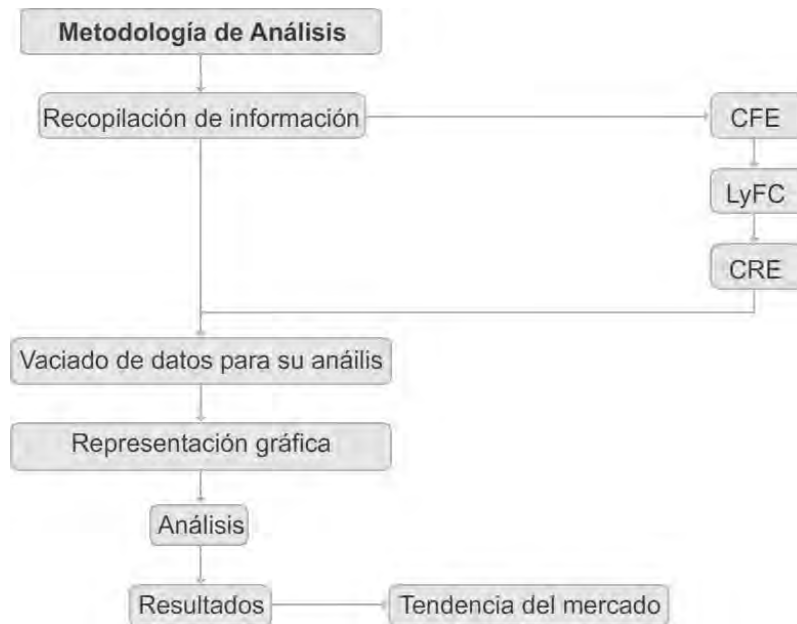 Metodología de Análisis
Recopilación de información
CFE
LyFC
CRE
Vaciado de datos para su anáilis
Representación gráfica
Análisis
Resultados
Tendencia del mercado